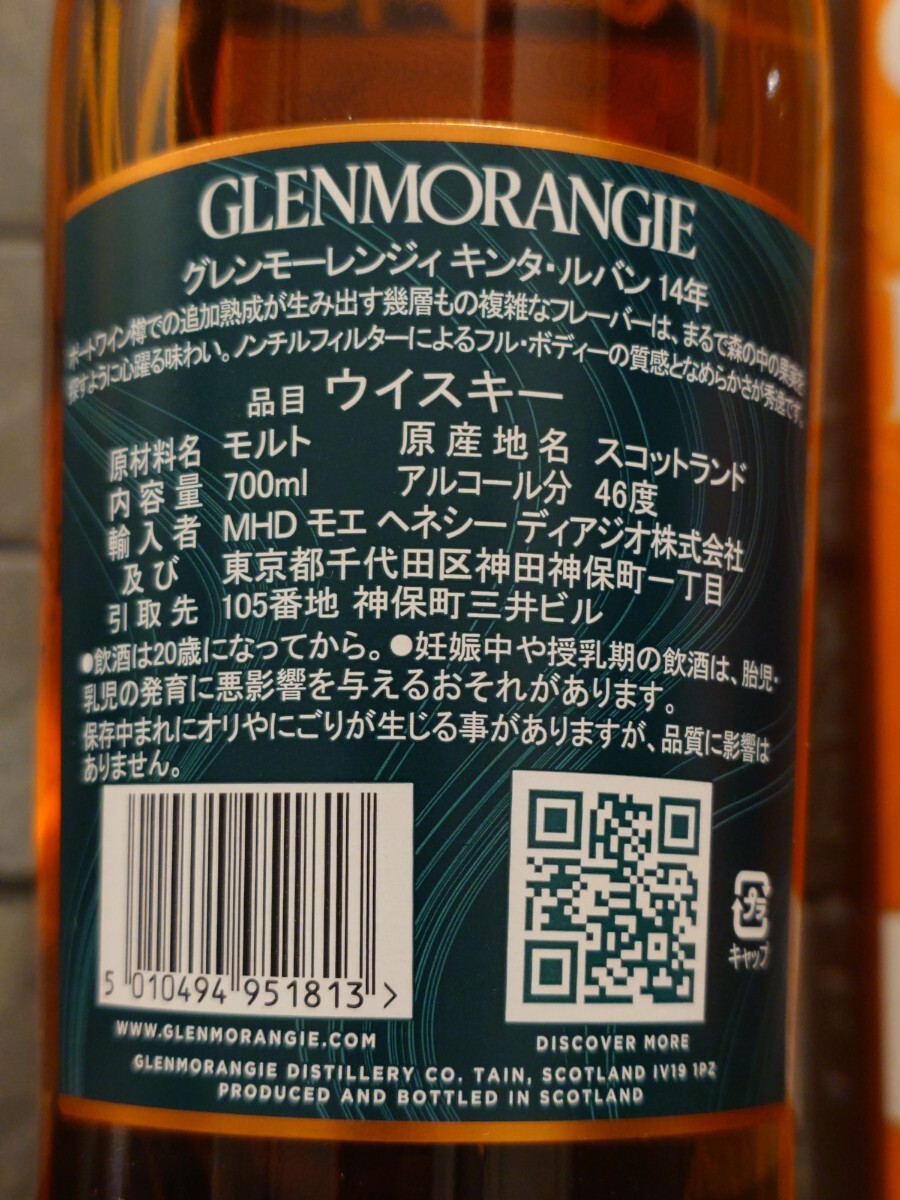 GLENMORANGIE
グレンモーレンジィ キンタ・ルバン 14年
ポートワイン樽での追加熟成が生み出す幾層もの複雑なフレーバーは、まるで森の中の果実を
探すように心躍る味わい。ノンチルフィルターによるフル・ボディーの質感となめらかさが秀逸です。
品目 ウイスキー
原材料名 モルト 原産地名 スコットランド
内容量 700ml アルコール分 46度
輸入者 MHD モエ ヘネシー ディアジオ株式会社
及び 東京都千代田区神田神保町一丁目
引取先 105番地 神保町三井ビル
●飲酒は20歳になってから。●妊娠中や授乳期の飲酒は、胎児・
乳児の発育に悪影響を与えるおそれがあります。
保存中まれにオリやにごりが生じる事がありますが、品質に影響は
ありません。
プラ
キャップ
5 010494 951813 >
WWW.GLENMORANGIE.COM DISCOVER MORE
GLENMORANGIE DISTILLERY CO. TAIN, SCOTLAND IV19 1PZ
PRODUCED AND BOTTLED IN SCOTLAND